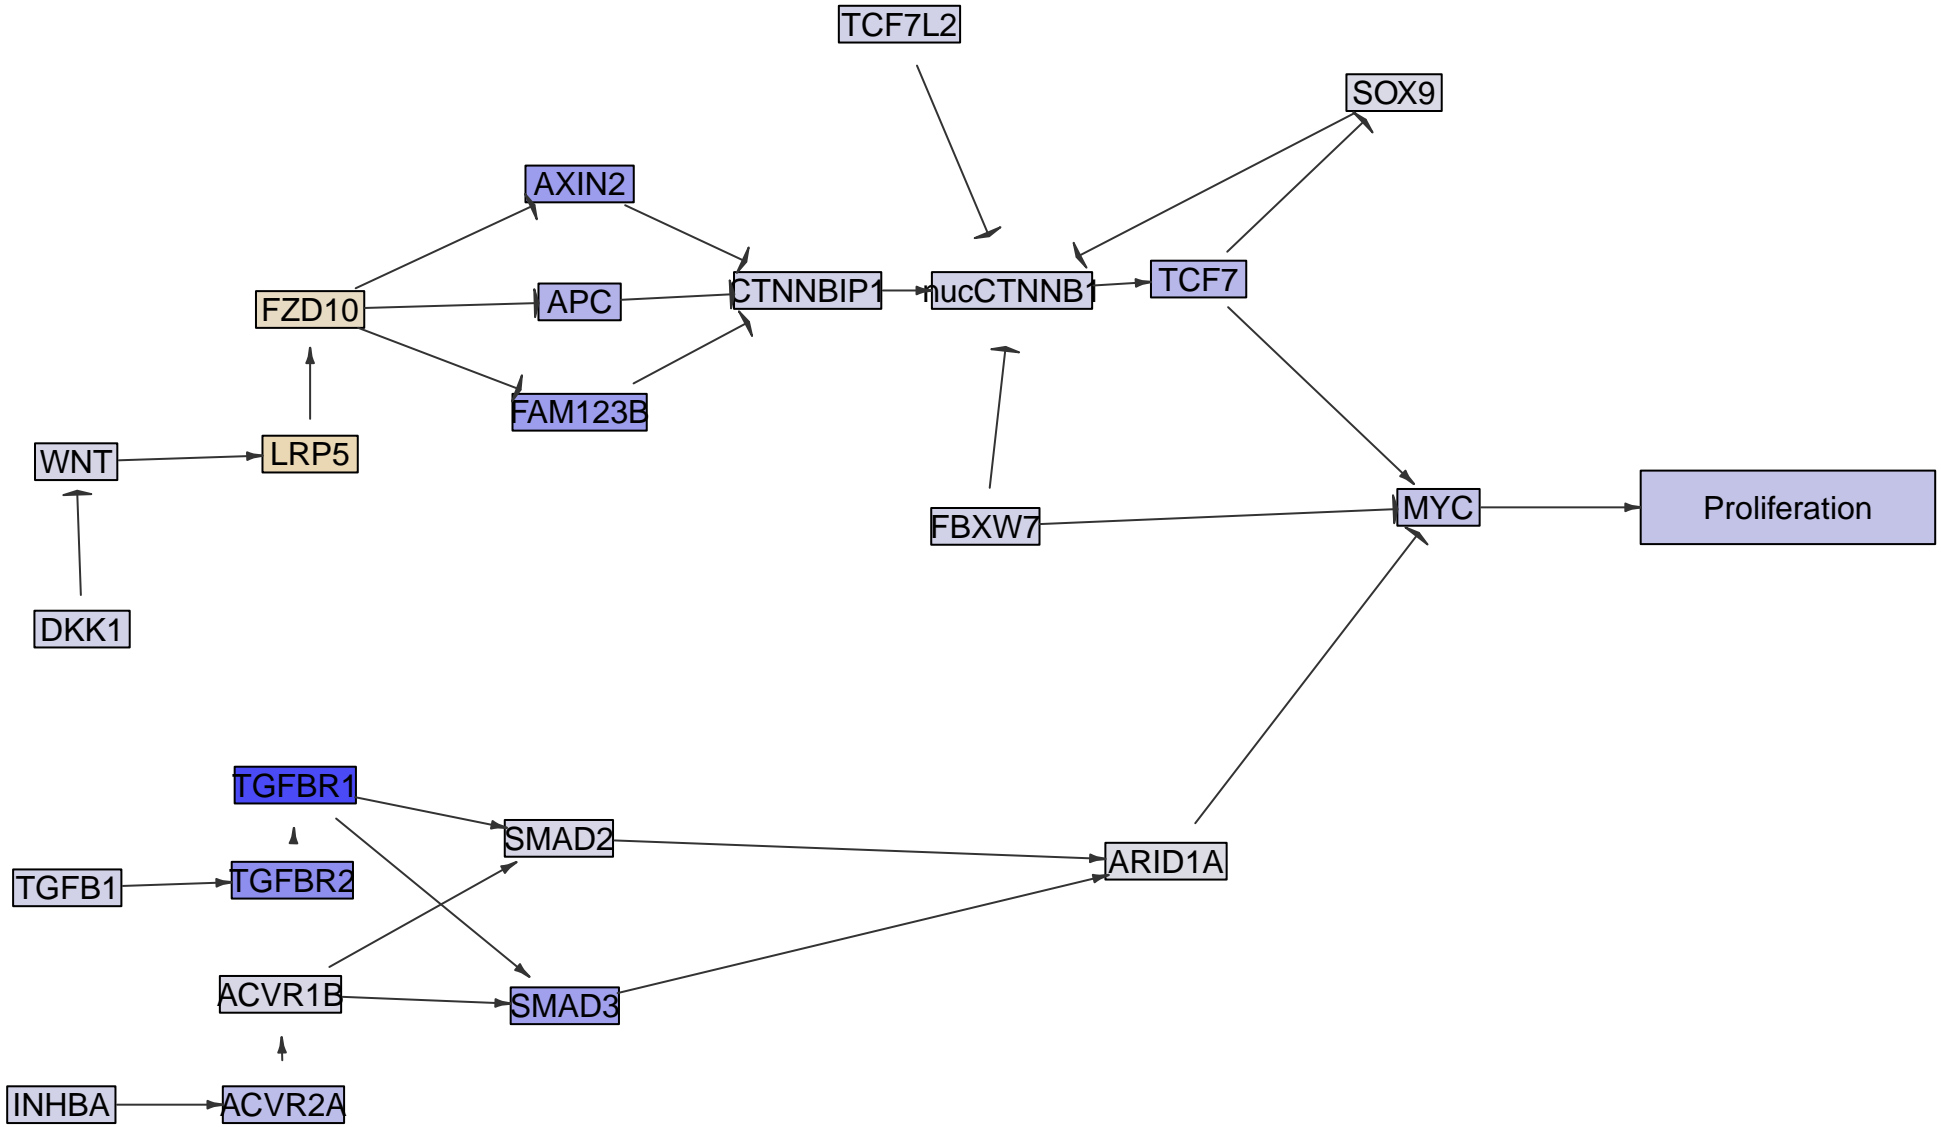 TCF7L2
SOX9
AXIN2
TCF7
CTNNBIP1
nucCTNNB1
APC
FZD10
FAM123B
LRP5
WNT
MYC
Proliferation
FBXW7
DKK1
TGFBR1
SMAD2
ARID1A
TGFBR2
TGFB1
ACVR1B
SMAD3
INHBA
ACVR2A